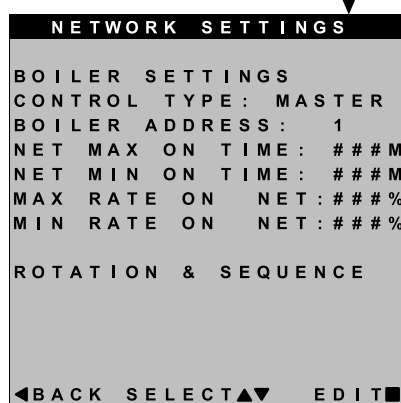 NETWORK SETTINGS
BOILER SETTINGS
CONTROL TYPE: MASTER
BOILER ADDRESS: 1
NET MAX ON TIME: ###M
NET MIN ON TIME: ###M
MAX RATE ON NET:###%
MIN RATE ON NET:###%
ROTATION & SEQUENCE
◀BACK SELECT▲▼ EDIT■